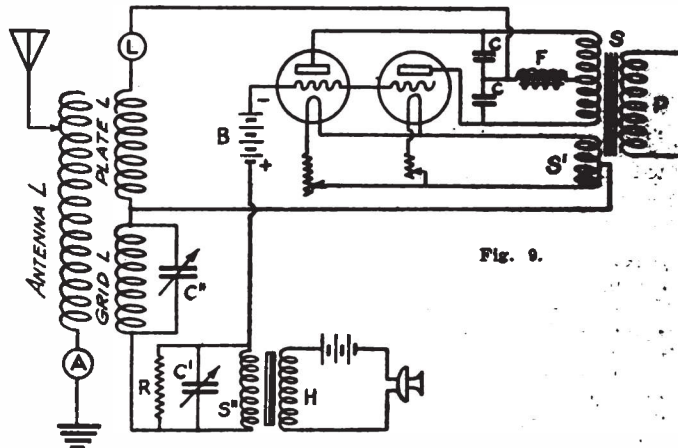 L
C
C
F
S
P
ANTENNA L
PLATE L
GRID L
B
-
+
S'
C"
A
R
C'
S"
H
Fig. 9.